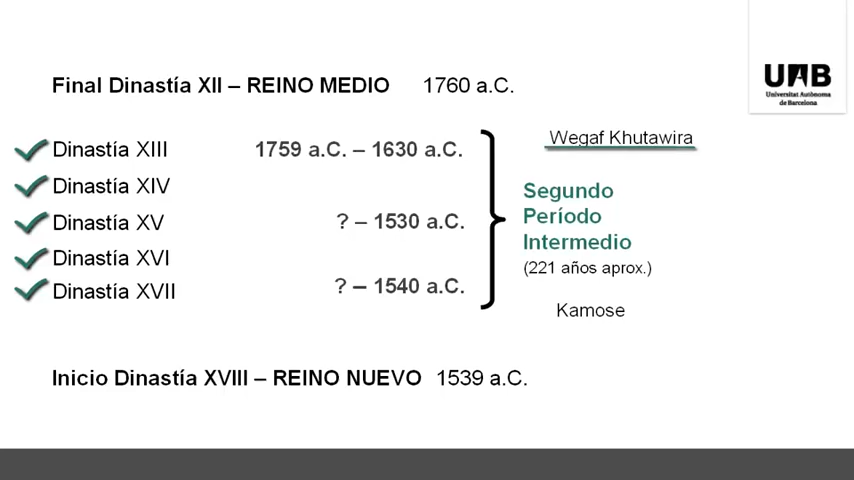 UAB
Universitat Autònoma
de Barcelona
Final Dinastía XII – REINO MEDIO 1760 a.C.
Dinastía XIII 1759 a.C. – 1630 a.C.
Dinastía XIV
Dinastía XV ? – 1530 a.C.
Dinastía XVI
Dinastía XVII ? – 1540 a.C.
Wegaf Khutawira
Segundo
Período
Intermedio
(221 años aprox.)
Kamose
Inicio Dinastía XVIII – REINO NUEVO 1539 a.C.